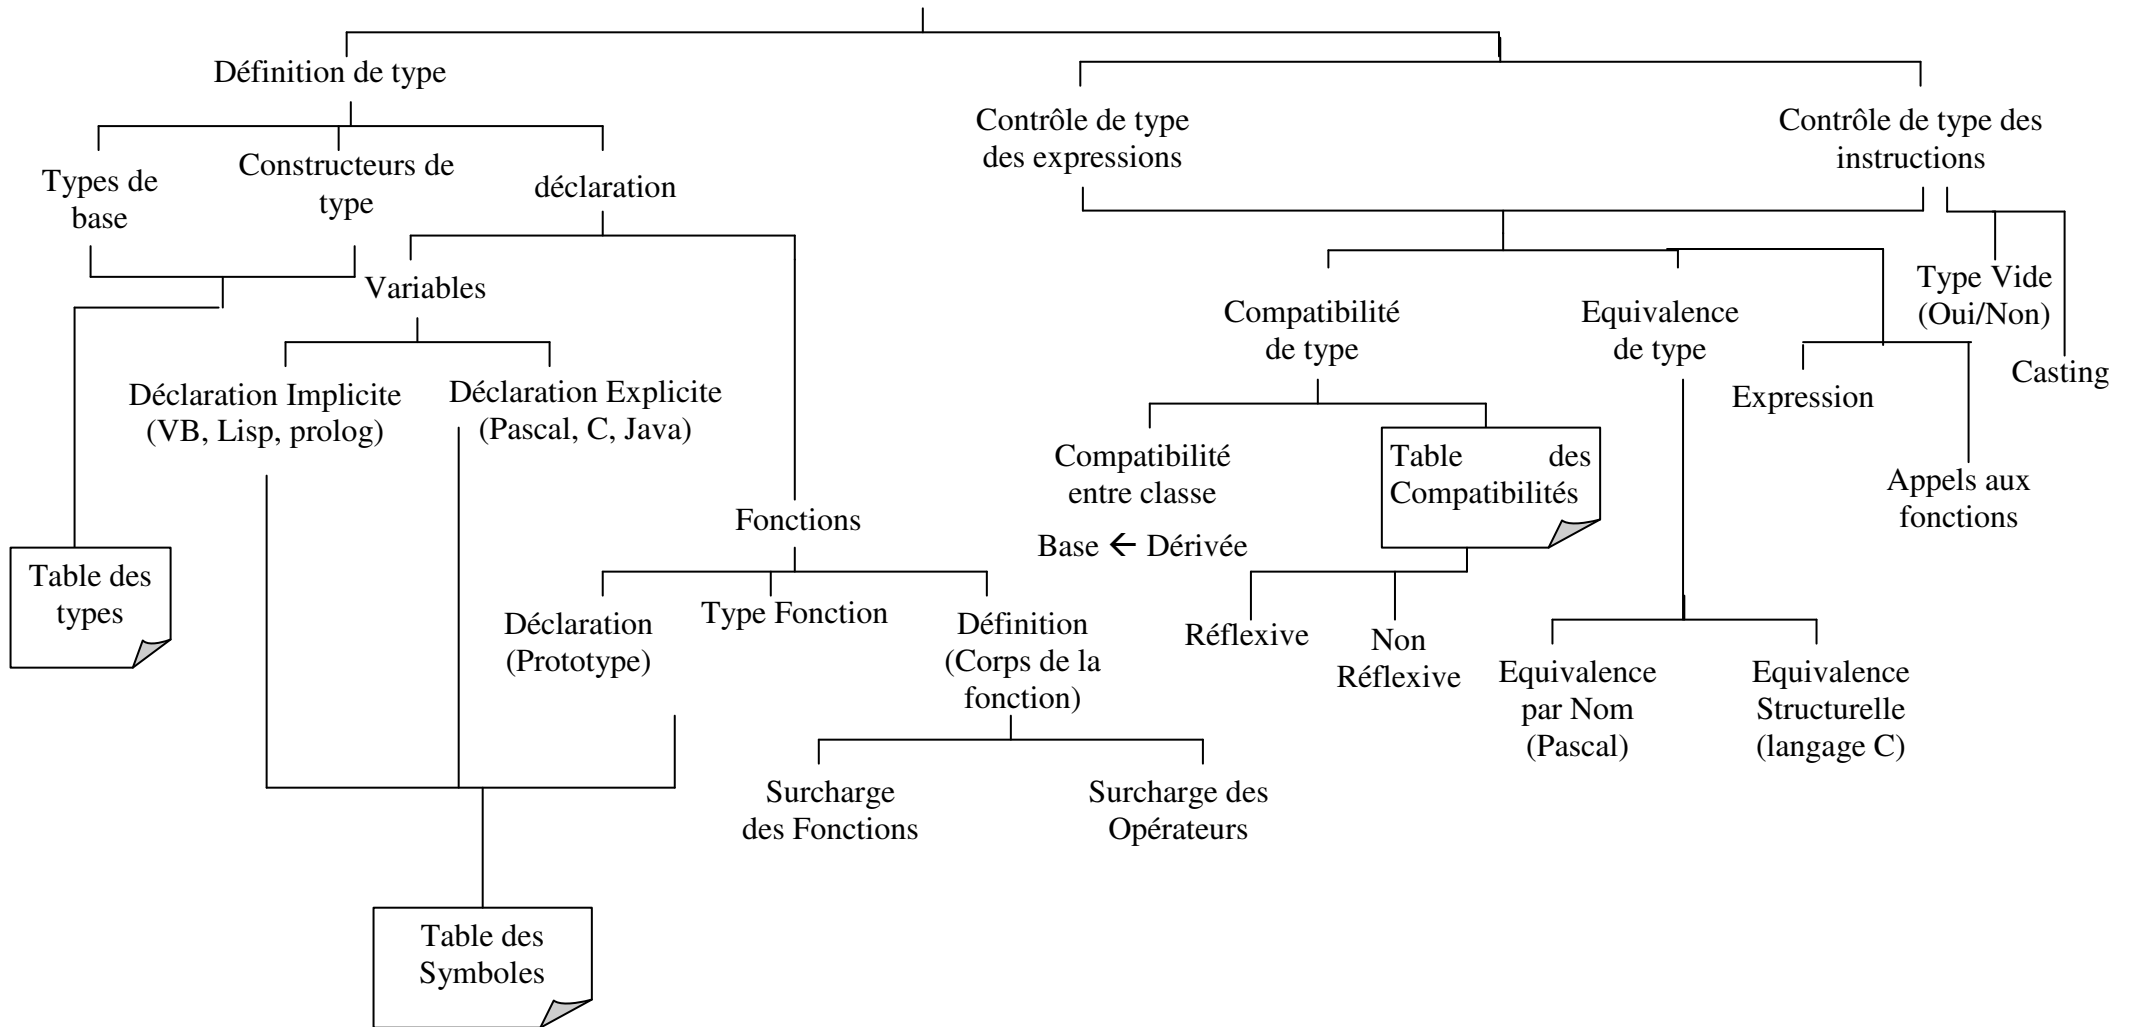 Définition de type
Contrôle de type
des expressions
Contrôle de type des
instructions
Types de
base
Constructeurs de
type
déclaration
Variables
Type Vide
(Oui/Non)
Compatibilité
de type
Equivalence
de type
Casting
Déclaration Implicite
(VB, Lisp, prolog)
Déclaration Explicite
(Pascal, C, Java)
Expression
Compatibilité
entre classe
Base ← Dérivée
Table des
Compatibilités
Appels aux
fonctions
Fonctions
Table des
types
Déclaration
(Prototype)
Type Fonction
Définition
(Corps de la
fonction)
Réflexive
Non
Réflexive
Equivalence
par Nom
(Pascal)
Equivalence
Structurelle
(langage C)
Surcharge
des Fonctions
Surcharge des
Opérateurs
Table des
Symboles